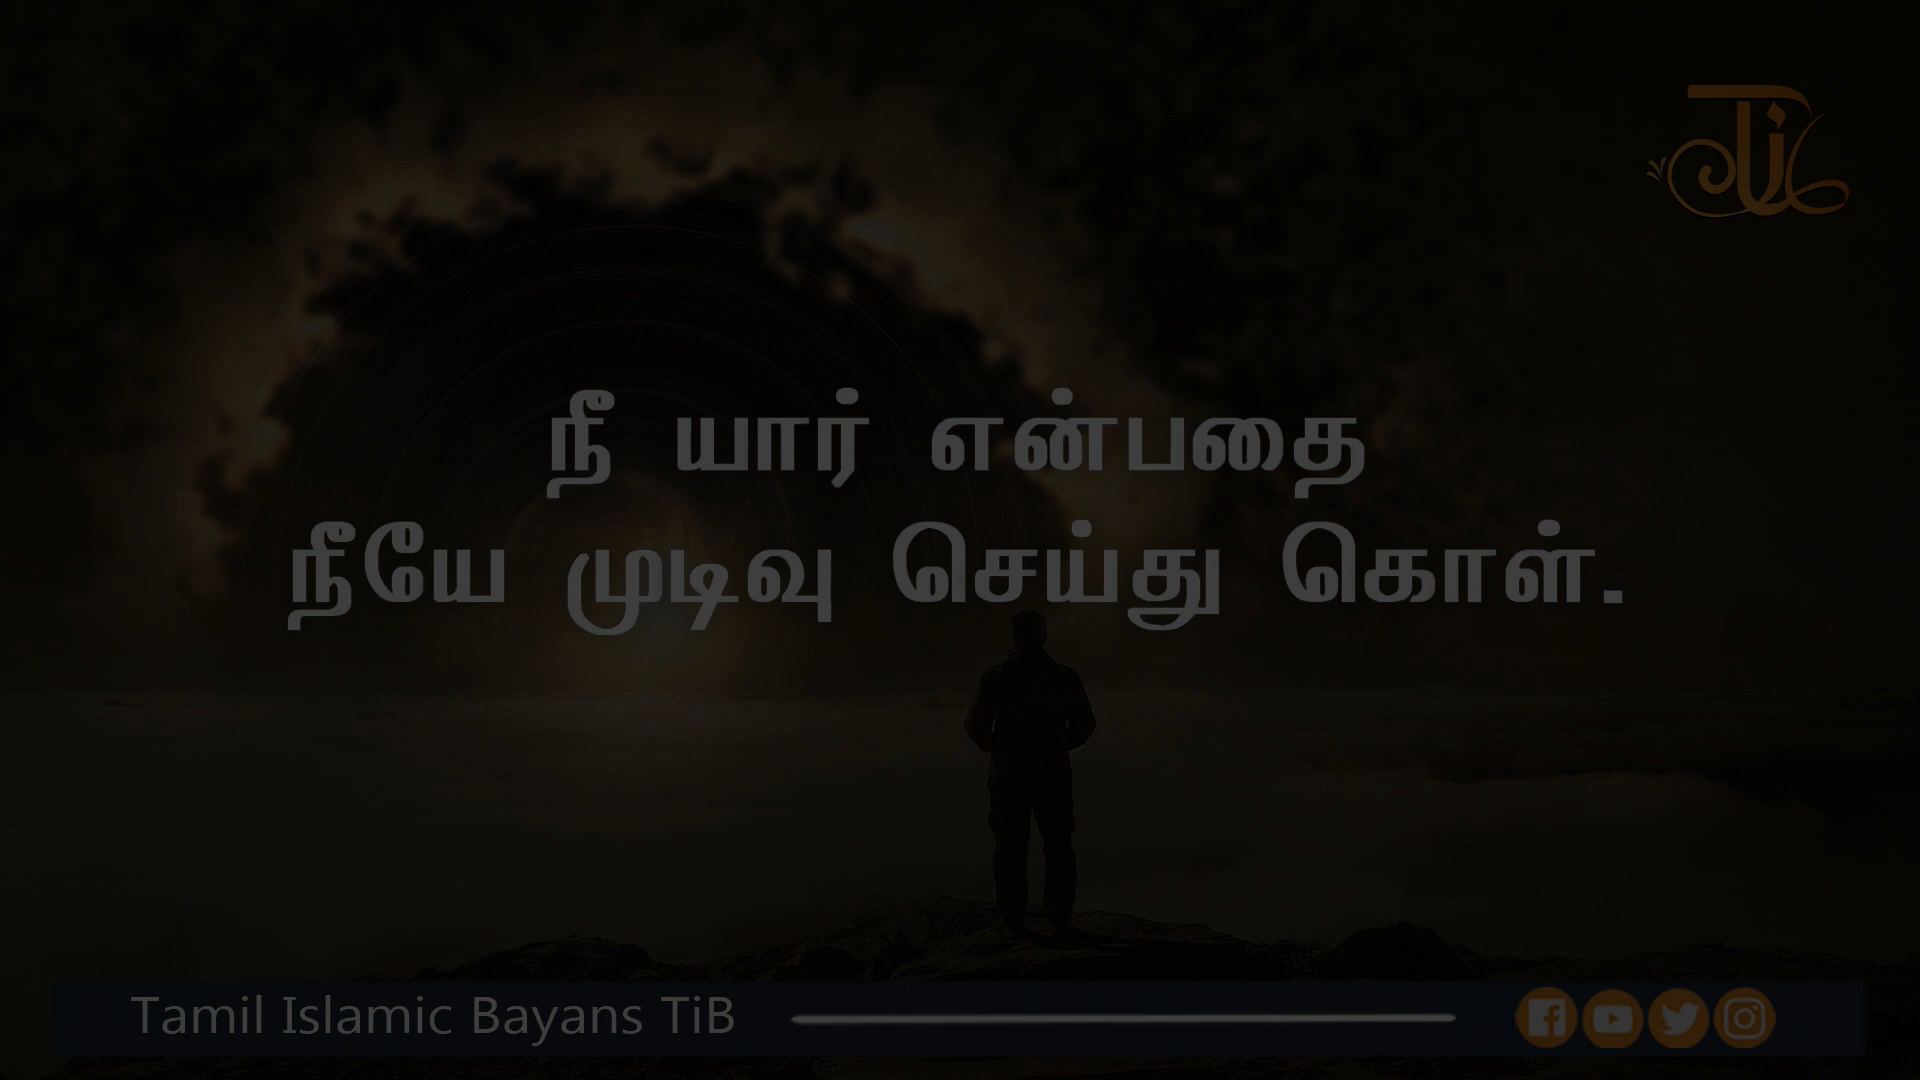 நீ யார் என்பதை
நீயே முடிவு செய்து கொள்.
Tamil Islamic Bayans TiB